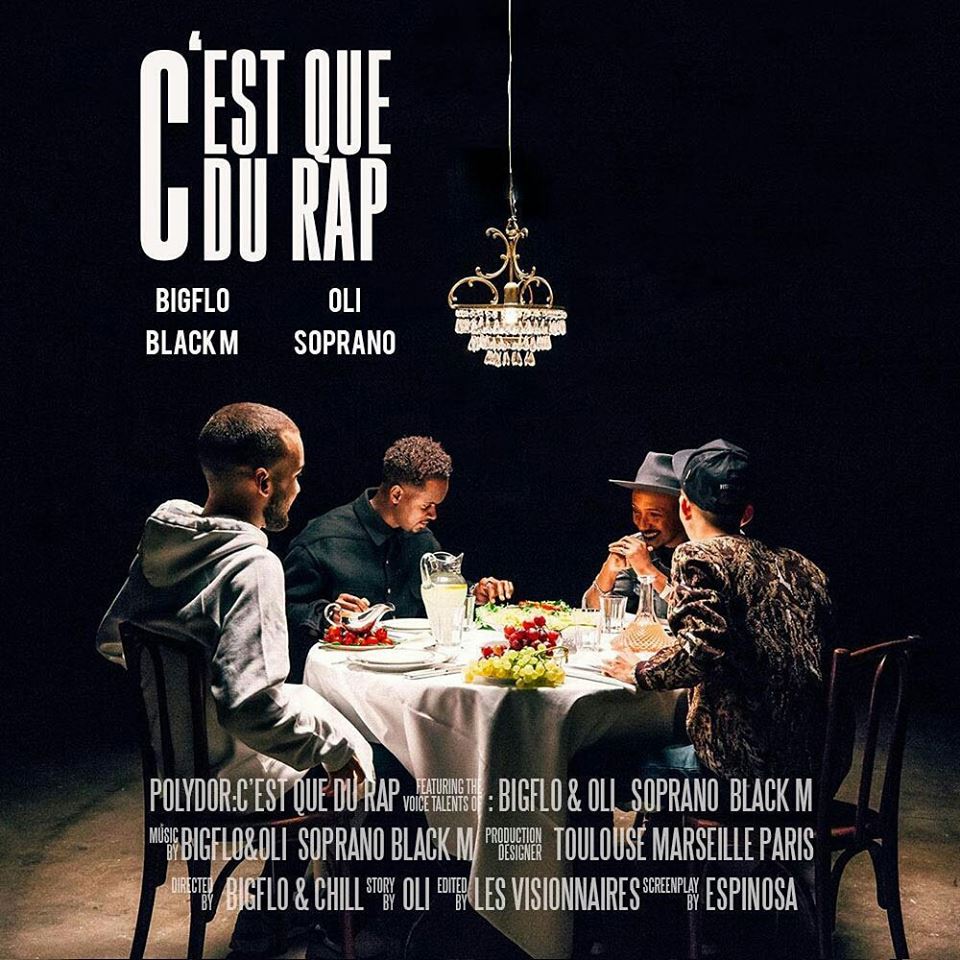 C'EST QUE
DU RAP
BIGFLO OLI
BLACK M SOPRANO
POLYDOR:C'EST QUE DU RAP FEATURING THE VOICE TALENTS OF : BIGFLO & OLI SOPRANO BLACK M
MUSIC BY BIGFLO&OLI SOPRANO BLACK M PRODUCTION DESIGNER TOULOUSE MARSEILLE PARIS
DIRECTED BY BIGFLO & CHILL STORY BY OLI EDITED BY LES VISIONNAIRES SCREENPLAY BY ESPINOSA